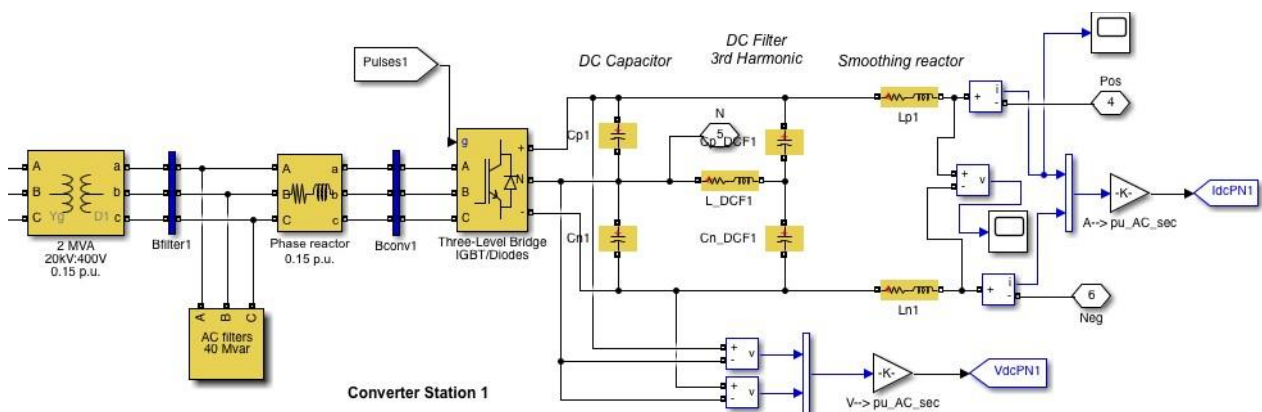 DC Filter
3rd Harmonic
DC Capacitor
Smoothing reactor
Pulses1
Pos
4
N
5
Lp1
i
+
-
Cp1
Cp_DCF1
g
A
B
C
a
b
c
Yg
D1
A
B
C
a
b
c
A
B
C
+
N
-
L_DCF1
+
-
v
-K-
IdcPN1
A--> pu_AC_sec
2 MVA
20kV:400V
0.15 p.u.
Bfilter1
Phase reactor
0.15 p.u.
Bconv1
Three-Level Bridge
IGBT/Diodes
Cn1
Cn_DCF1
Ln1
i
+
-
6
Neg
A
B
C
AC filters
40 Mvar
+
-
v
+
-
v
-K-
VdcPN1
V--> pu_AC_sec
Converter Station 1